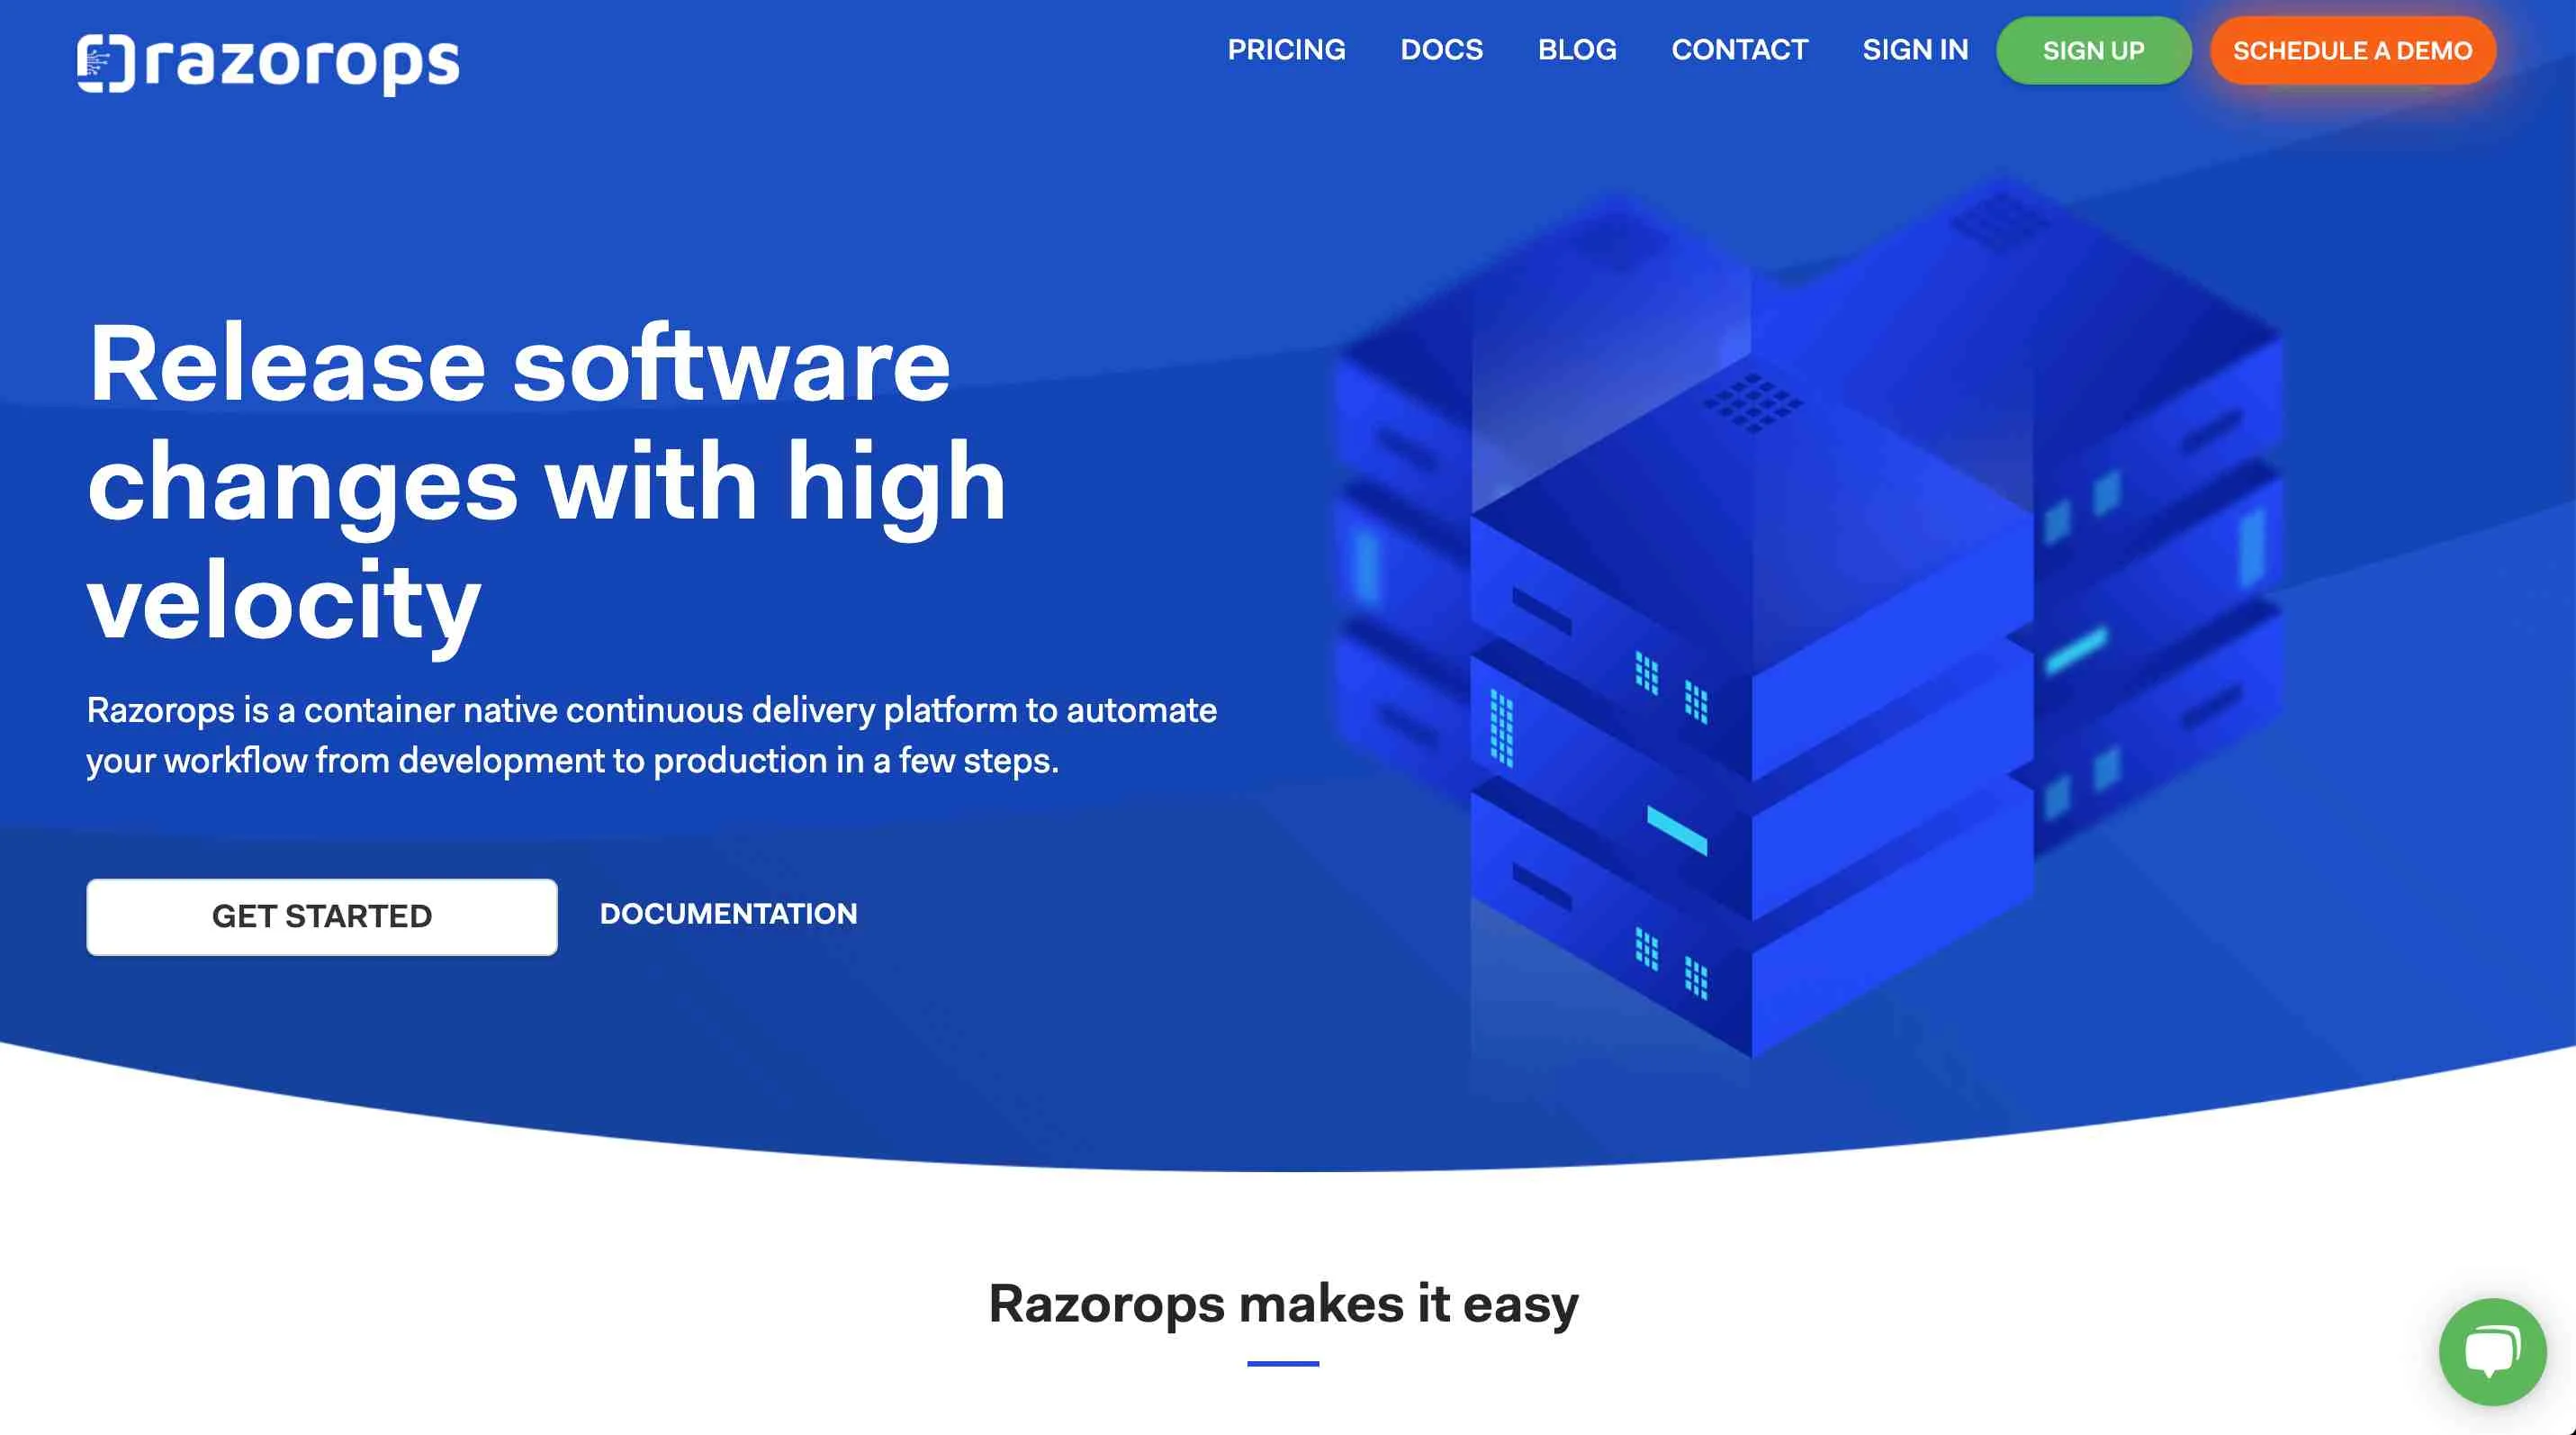 razorops
PRICING
DOCS
BLOG
CONTACT
SIGN IN
SIGN UP
SCHEDULE A DEMO
Release software
changes with high
velocity
Razorops is a container native continuous delivery platform to automate
your workflow from development to production in a few steps.
GET STARTED
DOCUMENTATION
Razorops makes it easy